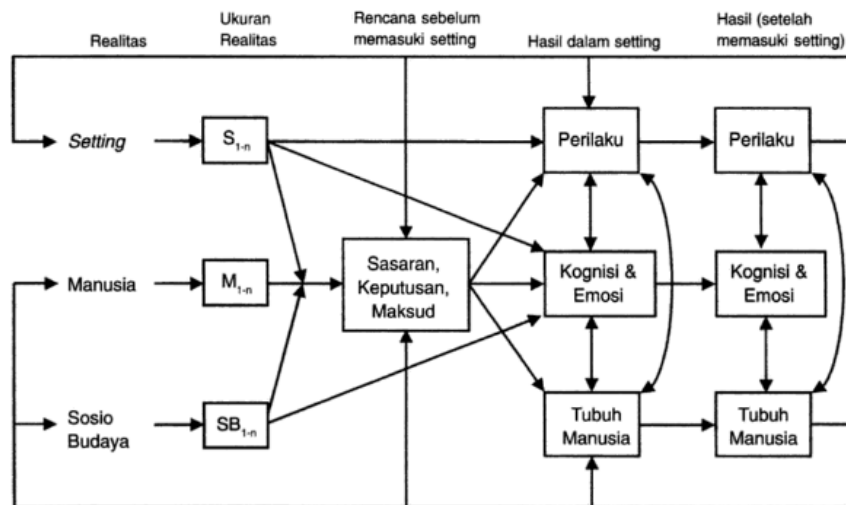 Realitas
Ukuran
Realitas
Rencana sebelum
memasuki setting
Hasil dalam setting
Hasil (setelah
memasuki setting)
Setting
S1-n
Perilaku
Perilaku
Manusia
M1-n
Sasaran,
Keputusan,
Maksud
Kognisi &
Emosi
Kognisi &
Emosi
Sosio
Budaya
SB1-n
Tubuh
Manusia
Tubuh
Manusia